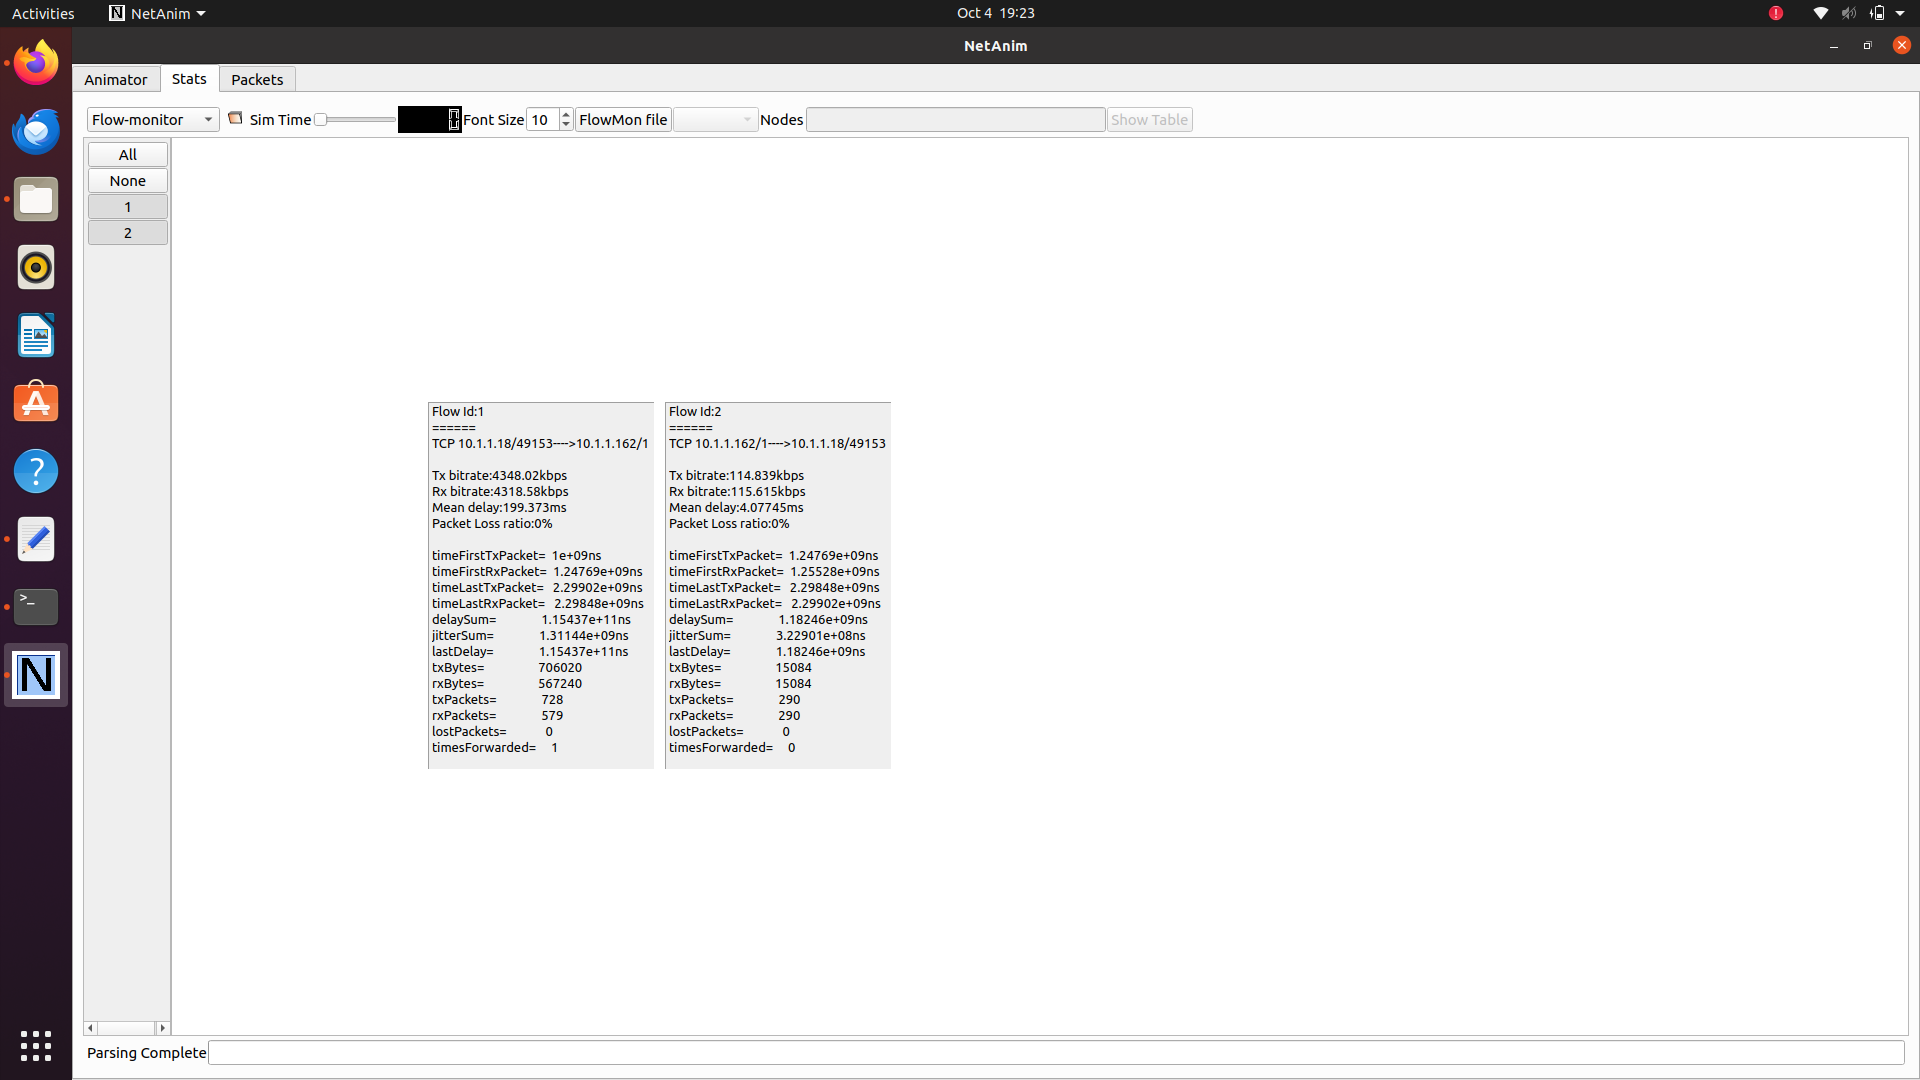 Activities
NetAnim
Oct 4 19:23
NetAnim
Animator
Stats
Packets
Flow-monitor
Sim Time
0
Font Size
10
FlowMon file
Nodes
Show Table
All
None
1
2
Flow Id:1
======
TCP 10.1.1.18/49153---->10.1.1.162/1
Tx bitrate:4348.02kbps
Rx bitrate:4318.58kbps
Mean delay:199.373ms
Packet Loss ratio:0%
timeFirstTxPacket= 1e+09ns
timeFirstRxPacket= 1.24769e+09ns
timeLastTxPacket= 2.29902e+09ns
timeLastRxPacket= 2.29848e+09ns
delaySum= 1.15437e+11ns
jitterSum= 1.31144e+09ns
lastDelay= 1.15437e+11ns
txBytes= 706020
rxBytes= 567240
txPackets= 728
rxPackets= 579
lostPackets= 0
timesForwarded= 1
Flow Id:2
======
TCP 10.1.1.162/1---->10.1.1.18/49153
Tx bitrate:114.839kbps
Rx bitrate:115.615kbps
Mean delay:4.07745ms
Packet Loss ratio:0%
timeFirstTxPacket= 1.24769e+09ns
timeFirstRxPacket= 1.25528e+09ns
timeLastTxPacket= 2.29848e+09ns
timeLastRxPacket= 2.29902e+09ns
delaySum= 1.18246e+09ns
jitterSum= 3.22901e+08ns
lastDelay= 1.18246e+09ns
txBytes= 15084
rxBytes= 15084
txPackets= 290
rxPackets= 290
lostPackets= 0
timesForwarded= 0
Parsing Complete